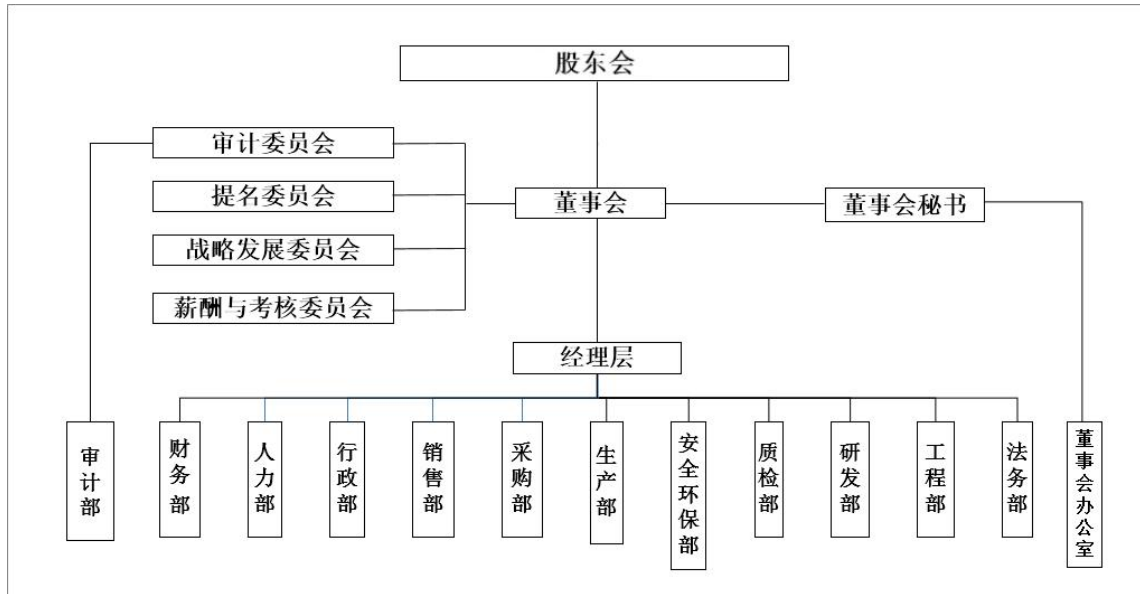 股东会
审计委员会
提名委员会
董事会
董事会秘书
战略发展委员会
薪酬与考核委员会
经理层
审计部
财务部
人力部
行政部
销售部
采购部
生产部
安全环保部
质检部
研发部
工程部
法务部
董事会办公室